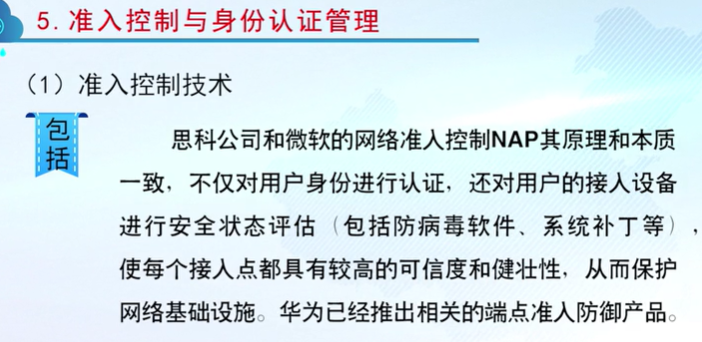 5.准入控制与身份认证管理
（1）准入控制技术
包括
思科公司和微软的网络准入控制NAP其原理和本质
一致，不仅对用户身份进行认证，还对用户的接入设备
进行安全状态评估（包括防病毒软件、系统补丁等），
使每个接入点都具有较高的可信度和健壮性，从而保护
网络基础设施。华为已经推出相关的端点准入防御产品。